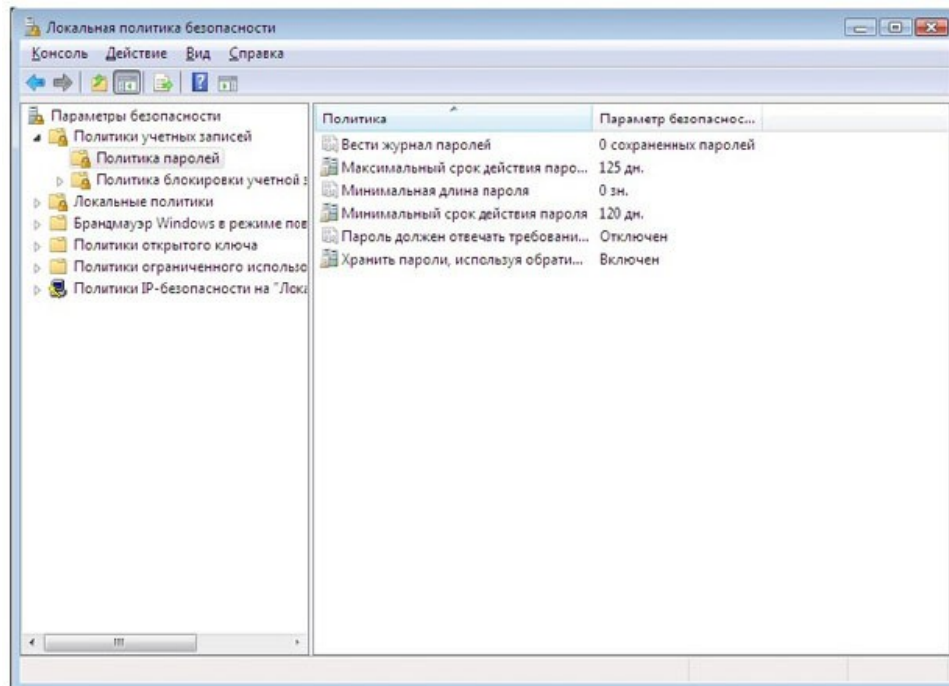 Локальная политика безопасности
Консоль Действие Вид Справка
Параметры безопасности
Политики учетных записей
Политика паролей
Политика блокировки учетной з
Локальные политики
Брандмауэр Windows в режиме пов
Политики открытого ключа
Политики ограниченного использо
Политики IP-безопасности на "Лока
Политика Параметр безопаснос...
Вести журнал паролей 0 сохраненных паролей
Максимальный срок действия паро... 125 дн.
Минимальная длина пароля 0 зн.
Минимальный срок действия пароля 120 дн.
Пароль должен отвечать требовани... Отключен
Хранить пароли, используя обрати... Включен